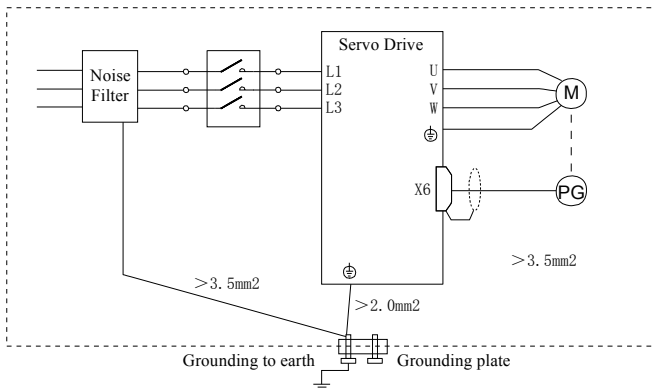 Servo Drive
Noise
Filter
L1
L2
L3
U
V
W
M
X6
PG
>3.5mm2
>3.5mm2
>2.0mm2
Grounding to earth
Grounding plate